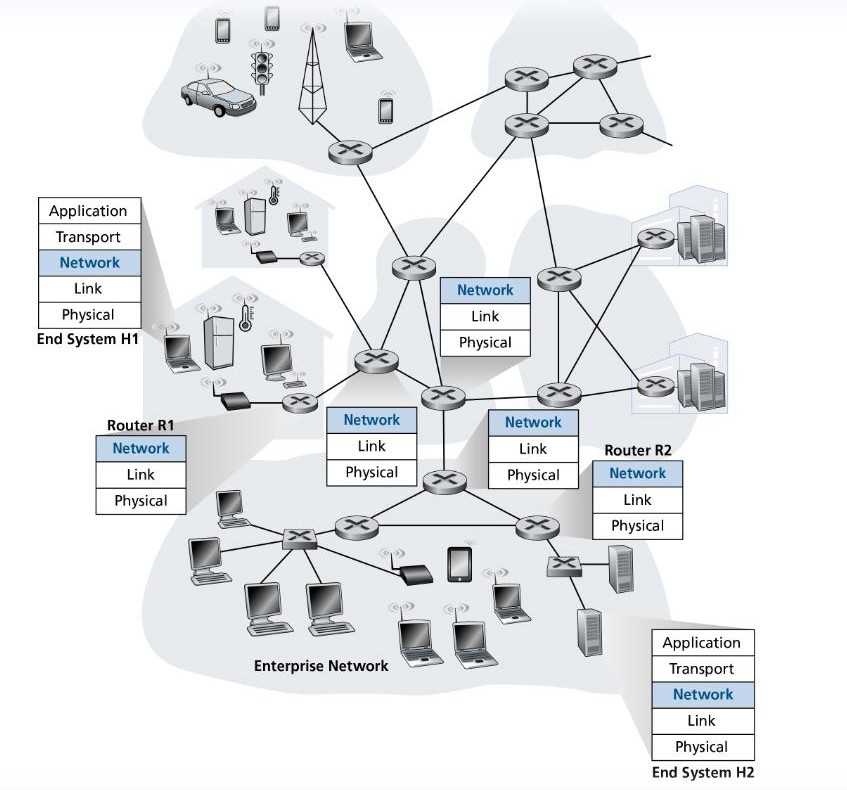 Application
Transport
Network
Link
Physical
End System H1
Network
Link
Physical
Router R1
Network
Link
Physical
Network
Link
Physical
Network
Link
Physical
Router R2
Network
Link
Physical
Enterprise Network
Application
Transport
Network
Link
Physical
End System H2